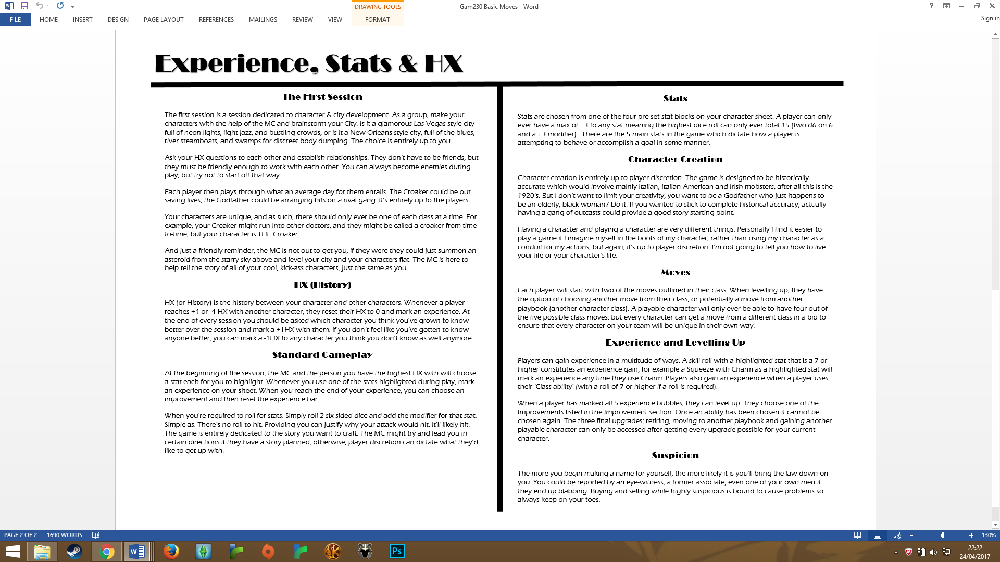 DRAWING TOOLS
Gam230 Basic Moves - Word
?
FILE HOME INSERT DESIGN PAGE LAYOUT REFERENCES MAILINGS REVIEW VIEW FORMAT Sign in
Experience, Stats & HX
The First Session
The first session is a session dedicated to character & city development. As a group, make your
characters with the help of the MC and brainstorm your City. Is it a glamorous Las Vegas-style city
full of neon lights, light jazz, and bustling crowds, or is it a New Orleans-style city, full of the blues,
river steamboats, and swamps for discreet body dumping. The choice is entirely up to you.
Ask your HX questions to each other and establish relationships. They don't have to be friends, but
they must be friendly enough to work with each other. You can always become enemies during
play, but try not to start off that way.
Each player then plays through what an average day for them entails. The Croaker could be out
saving lives, the Godfather could be arranging hits on a rival gang. It's entirely up to the players.
Your characters are unique, and as such, there should only ever be one of each class at a time. For
example, your Croaker might run into other doctors, and they might be called a croaker from time-
to-time, but your character is THE Croaker.
And just a friendly reminder, the MC is not out to get you, if they were they could just summon an
asteroid from the starry sky above and level your city and your characters flat. The MC is here to
help tell the story of all of your cool, kick-ass characters, just the same as you.
HX (History)
HX (or History) is the history between your character and other characters. Whenever a player
reaches +4 or -4 HX with another character, they reset their HX to 0 and mark an experience. At
the end of every session you should be asked which character you think you've grown to know
better over the session and mark a +1HX with them. If you don't feel like you've gotten to know
anyone better, you can mark a -1HX to any character you think you don't know as well anymore.
Standard Gameplay
At the beginning of the session, the MC and the person you have the highest HX with will choose
a stat each for you to highlight. Whenever you use one of the stats highlighted during play, mark
an experience on your sheet. When you reach the end of your experience, you can choose an
improvement and then reset the experience bar.
When you're required to roll for stats. Simply roll 2 six-sided dice and add the modifier for that stat.
Simple as. There's no roll to hit. Providing you can justify why your attack would hit, it'll likely hit.
The game is entirely dedicated to the story you want to craft. The MC might try and lead you in
certain directions if they have a story planned, otherwise, player discretion can dictate what they'd
like to get up with.
Stats
Stats are chosen from one of the four pre-set stat-blocks on your character sheet. A player can only
ever have a max of +3 to any stat meaning the highest dice roll can only ever total 15 (two d6 on 6
and a +3 modifier). There are the 5 main stats in the game which dictate how a player is
attempting to behave or accomplish a goal in some manner.
Character Creation
Character creation is entirely up to player discretion. The game is designed to be historically
accurate which would involve mainly Italian, Italian-American and Irish mobsters, after all this is the
1920's. But I don't want to limit your creativity, you want to be a Godfather who just happens to
be an elderly, black woman? Do it. If you wanted to stick to complete historical accuracy, actually
having a gang of outcasts could provide a good story starting point.
Having a character and playing a character are very different things. Personally I find it easier to
play a game if I imagine myself in the boots of my character, rather than using my character as a
conduit for my actions, but again, it's up to player discretion. I'm not going to tell you how to live
your life or your character's life.
Moves
Each player will start with two of the moves outlined in their class. When levelling up, they have
the option of choosing another move from their class, or potentially a move from another
playbook (another character class). A playable character will only ever be able to have four out of
the five possible class moves, but every character can get a move from a different class in a bid to
ensure that every character on your team will be unique in their own way.
Experience and Levelling Up
Players can gain experience in a multitude of ways. A skill roll with a highlighted stat that is a 7 or
higher constitutes an experience gain, for example a Squeeze with Charm as a highlighted stat will
mark an experience any time they use Charm. Players also gain an experience when a player uses
their 'Class ability' (with a roll of 7 or higher if a roll is required).
When a player has marked all 5 experience bubbles, they can level up. They choose one of the
Improvements listed in the Improvement section. Once an ability has been chosen it cannot be
chosen again. The three final upgrades; retiring, moving to another playbook and gaining another
playable character can only be accessed after getting every upgrade possible for your current
character.
Suspicion
The more you begin making a name for yourself, the more likely it is you'll bring the law down on
you. You could be reported by an eye-witness, a former associate, even one of your own men if
they end up blabbing. Buying and selling while highly suspicious is bound to cause problems so
always keep on your toes.
PAGE 2 OF 2 1690 WORDS 130%
Ps
22:22
24/04/2017